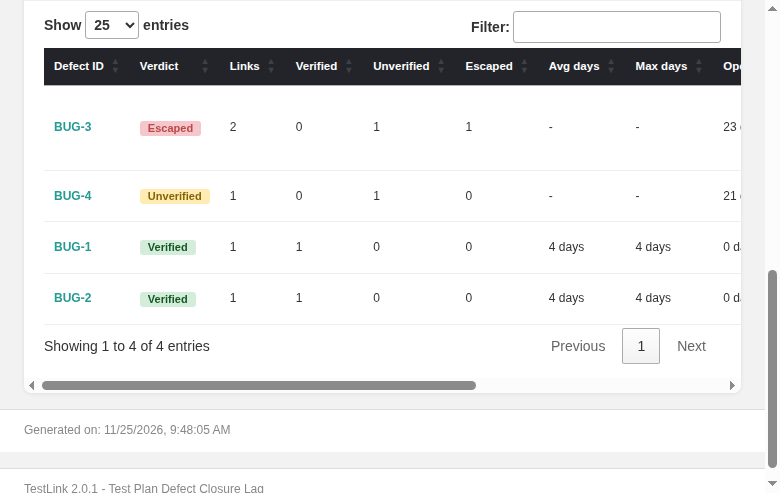 Show 25 entries
Filter:
Defect ID Verdict Links Verified Unverified Escaped Avg days Max days
BUG-3 Escaped 2 0 1 1 - - 23
BUG-4 Unverified 1 0 1 0 - - 21
BUG-1 Verified 1 1 0 0 4 days 4 days 0
BUG-2 Verified 1 1 0 0 4 days 4 days 0
Showing 1 to 4 of 4 entries
Previous 1 Next
Generated on: 11/25/2026, 9:48:05 AM
TestLink 2.0.1 - Test Plan Defect Closure Lag